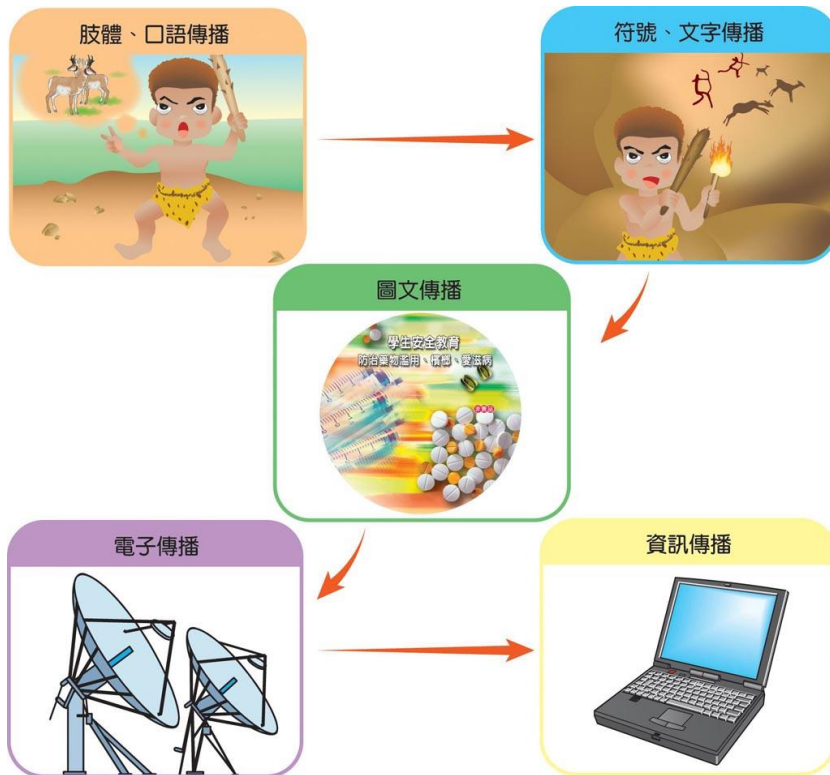 肢體、口語傳播
符號、文字傳播
圖文傳播
學生安全教育
防治藥物濫用、檳榔、愛滋病
電子傳播
資訊傳播